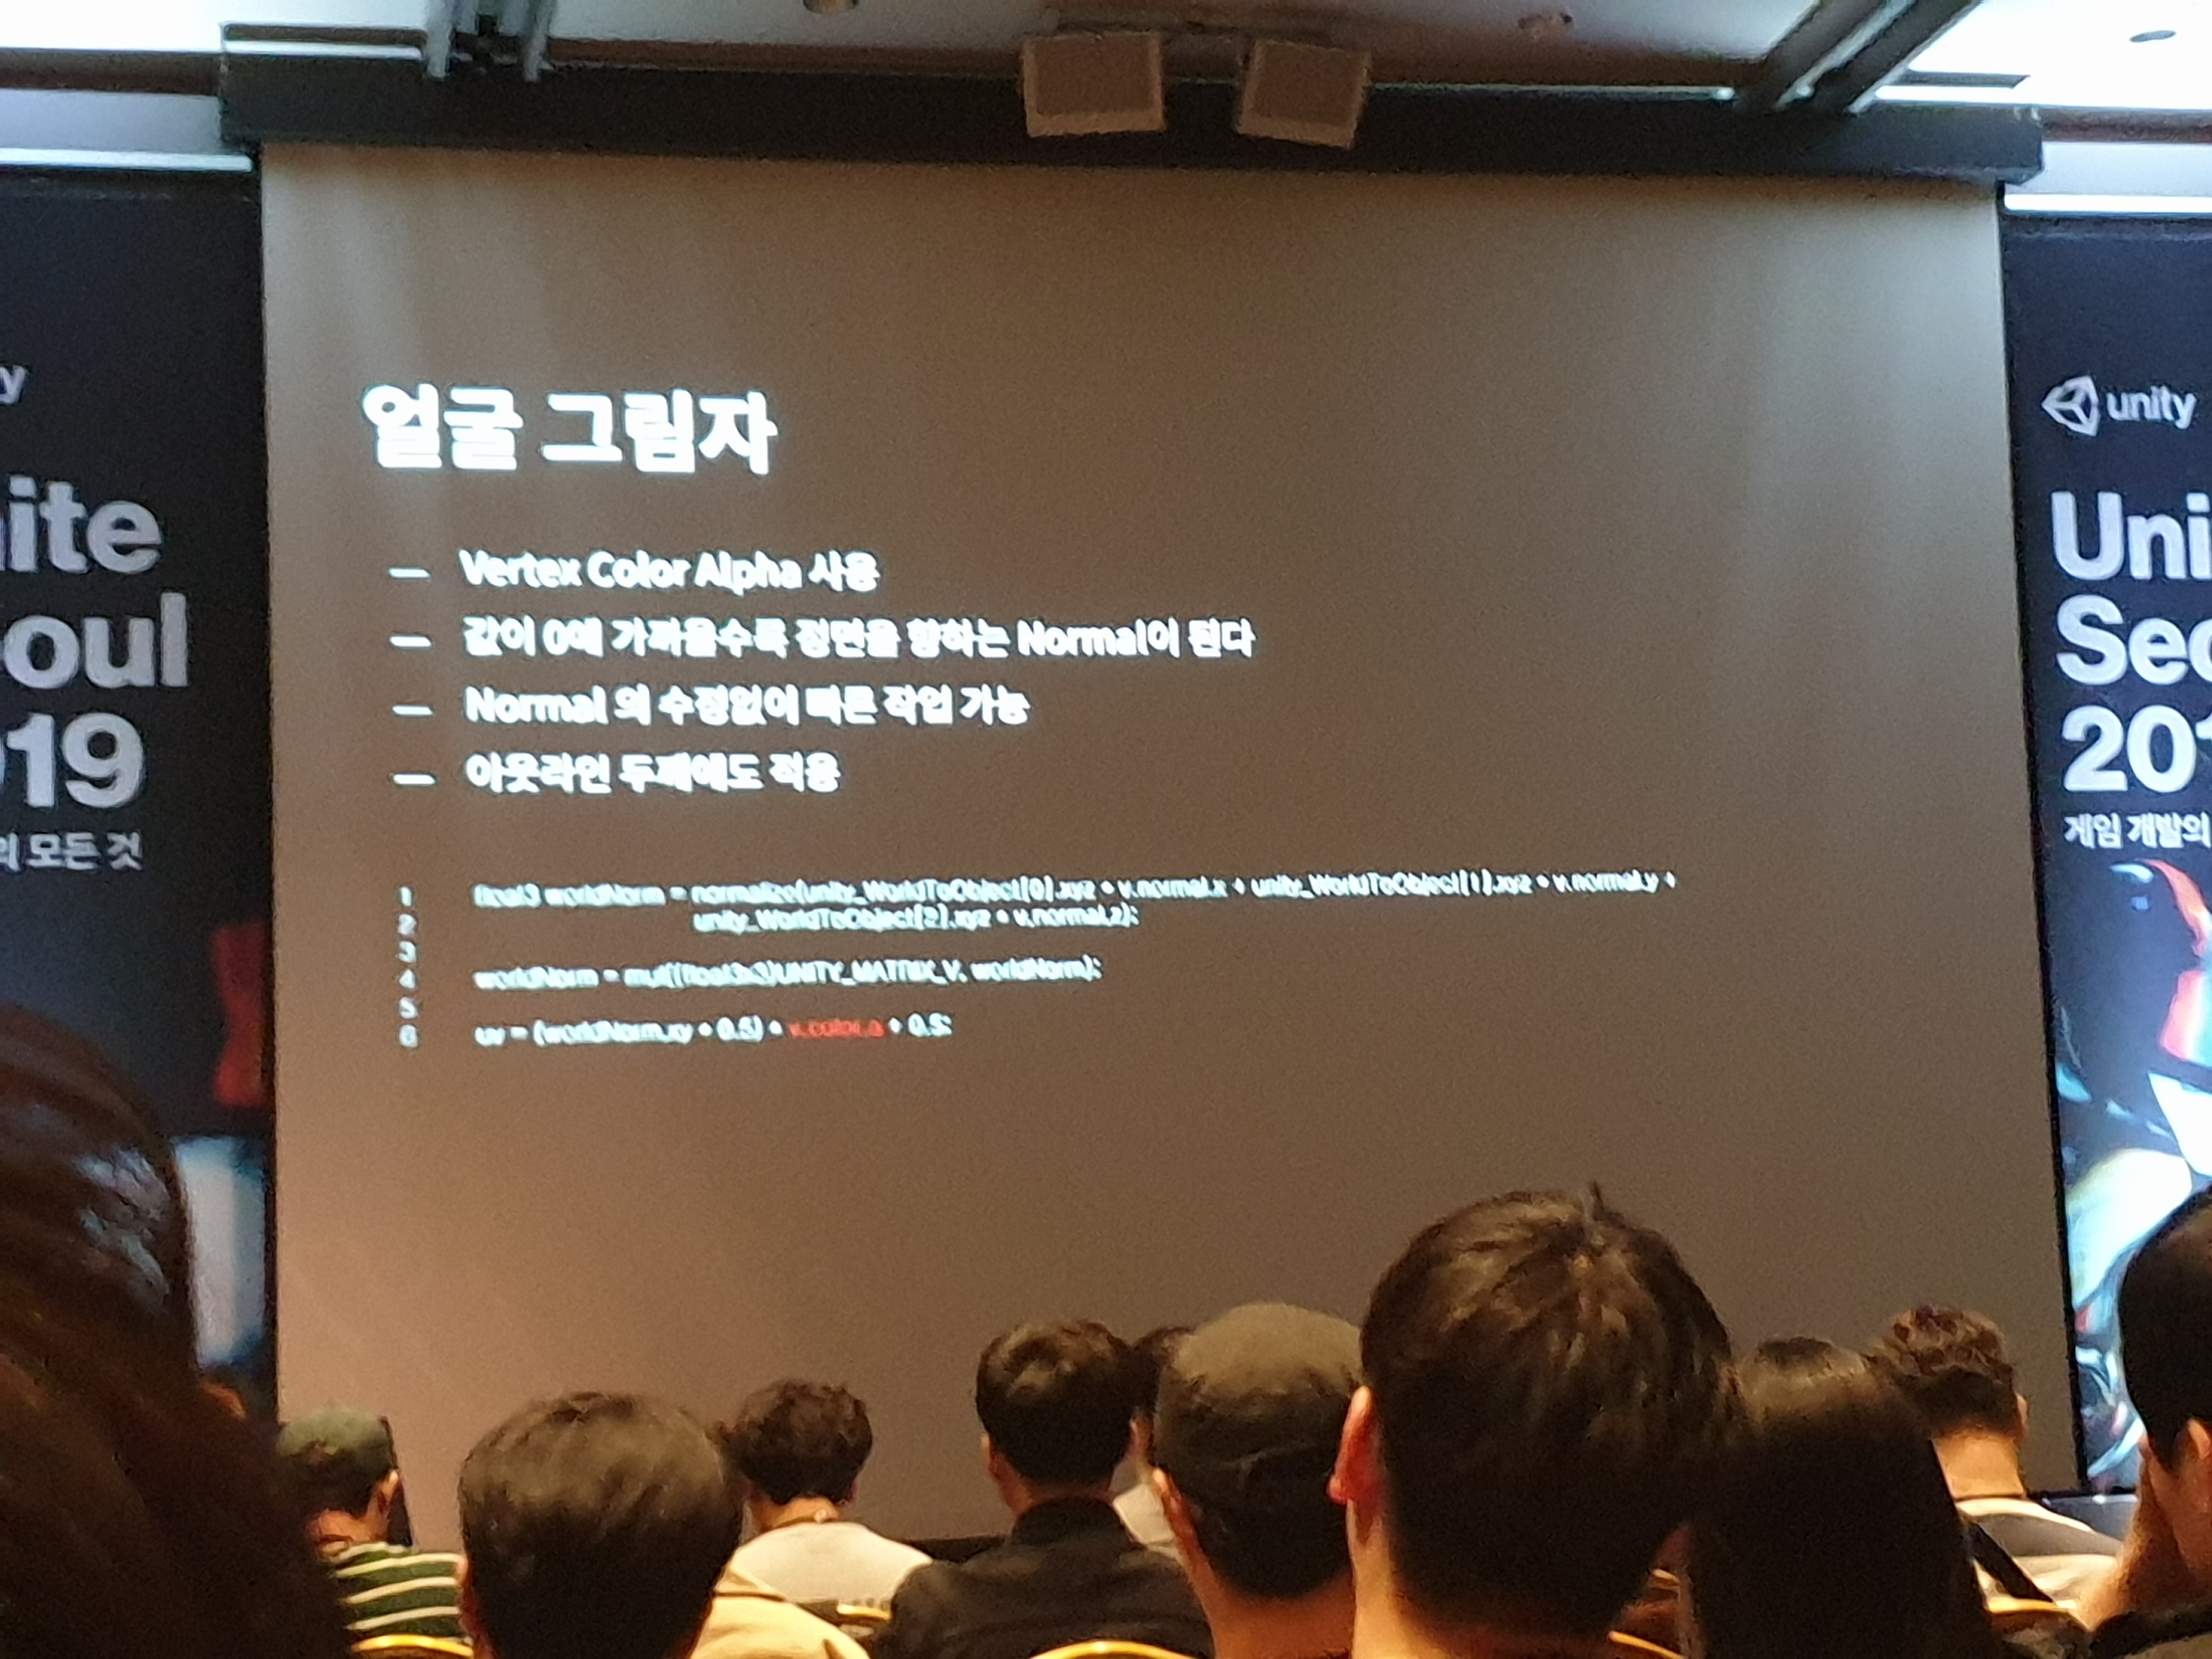 얼굴 그림자
— Vertex Color Alpha 사용
— 값이 0에 가까울수록 정면을 향하는 Normal이 된다
— Normal 의 수정없이 빠른 작업 가능
— 아웃라인 두께에도 적용
1 float3 worldNorm = normalize(unity_WorldToObject[0].xyz * v.normal.x + unity_WorldToObject[1].xyz * v.normal.y +
2 unity_WorldToObject[2].xyz * v.normal.z);
3
4 worldNorm = mul((float3x3)UNITY_MATRIX_V, worldNorm);
5
6 uv = (worldNorm.xy * 0.5) * v.color.a + 0.5;
y
ite
oul
19
의 모든 것
unity
Uni
Seo
201
게임 개발의